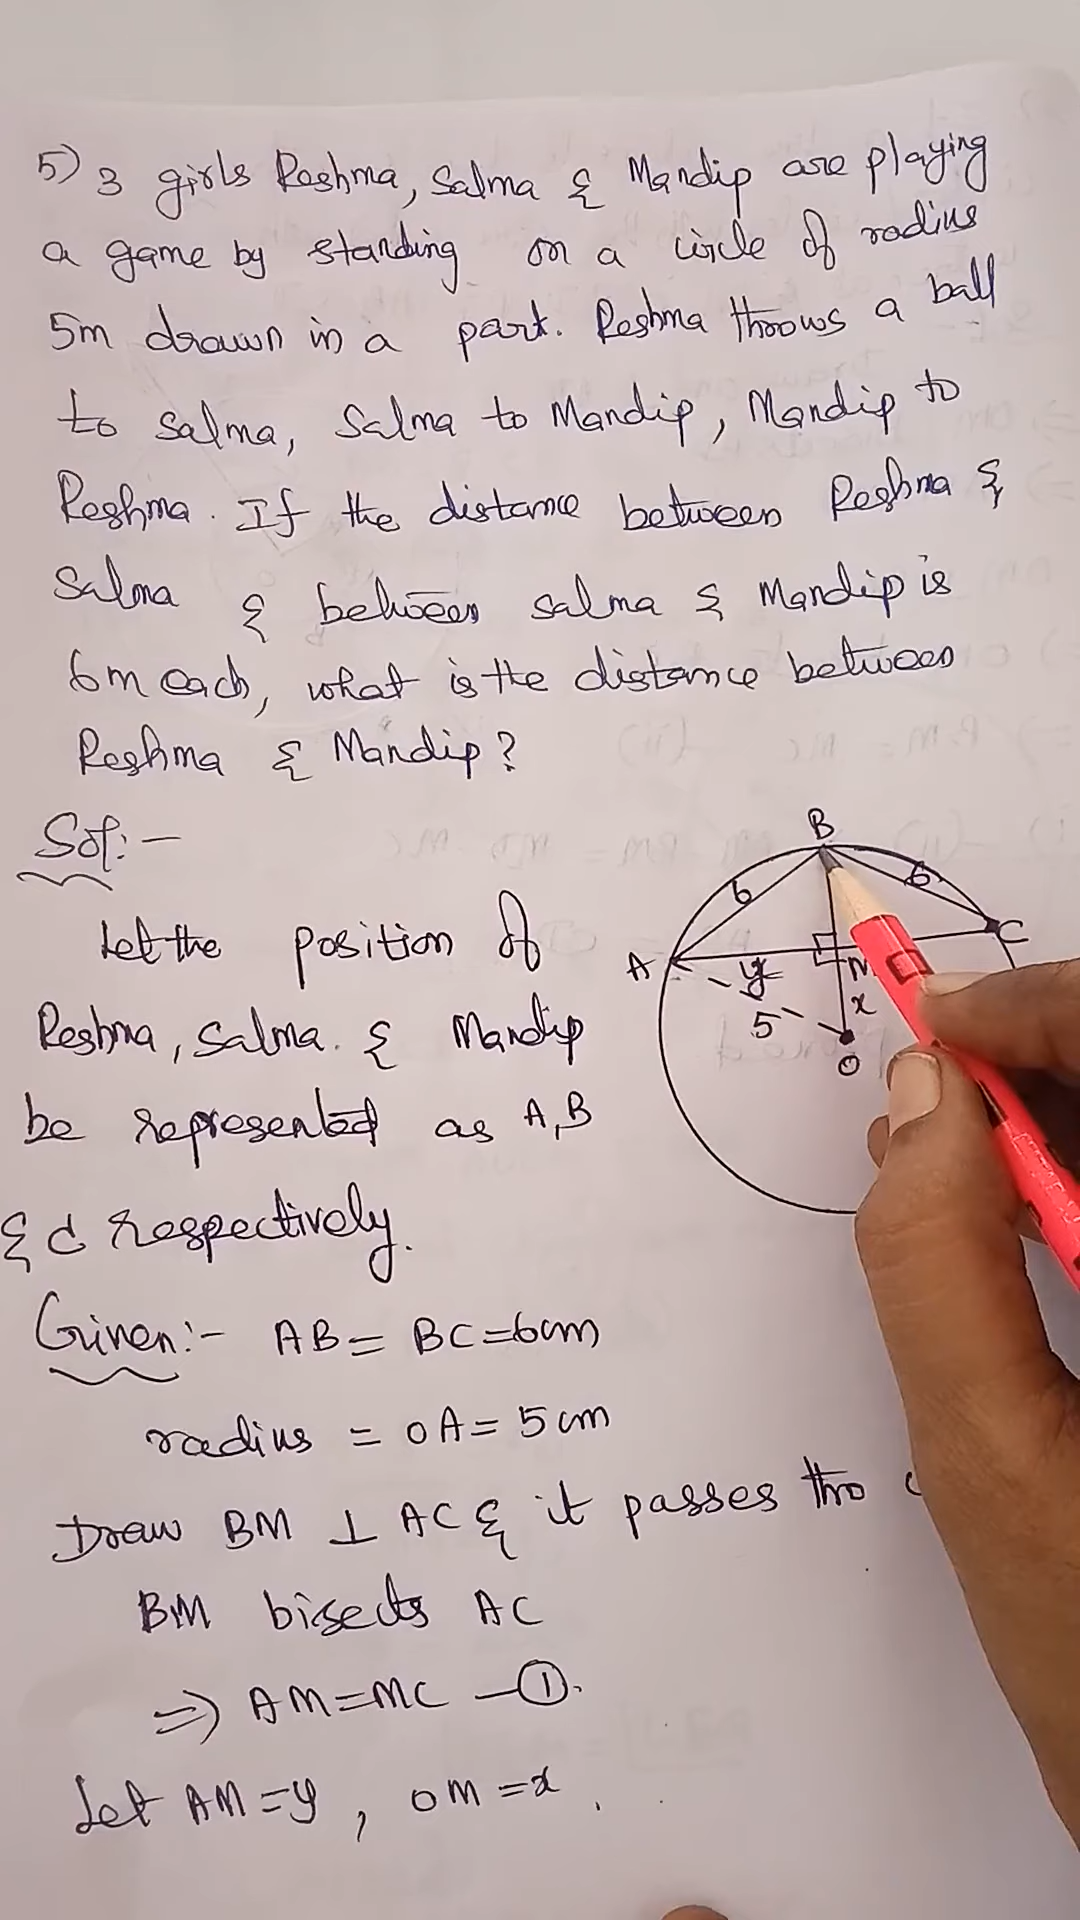 5) 3 girls Reshma, Salma & Mandip are playing
a game by standing on a circle of radius
5m drawn in a park. Reshma throws a ball
to Salma, Salma to Mandip, Mandip to
Reshma. If the distance between Reshma &
Salma & between Salma & Mandip is
6m each, what is the distance between
Reshma & Mandip?
Sol:-
Let the position of
Reshma, Salma. & Mandip
be represented as A,B
& C respectively.
B
6
6
A
C
y
M
5
x
O
Given:- AB = BC = 6cm
radius = OA = 5cm
Draw BM ⊥ AC & it passes thro
BM bisects AC
⇒ AM = MC —①.
Let AM = y, OM = x.